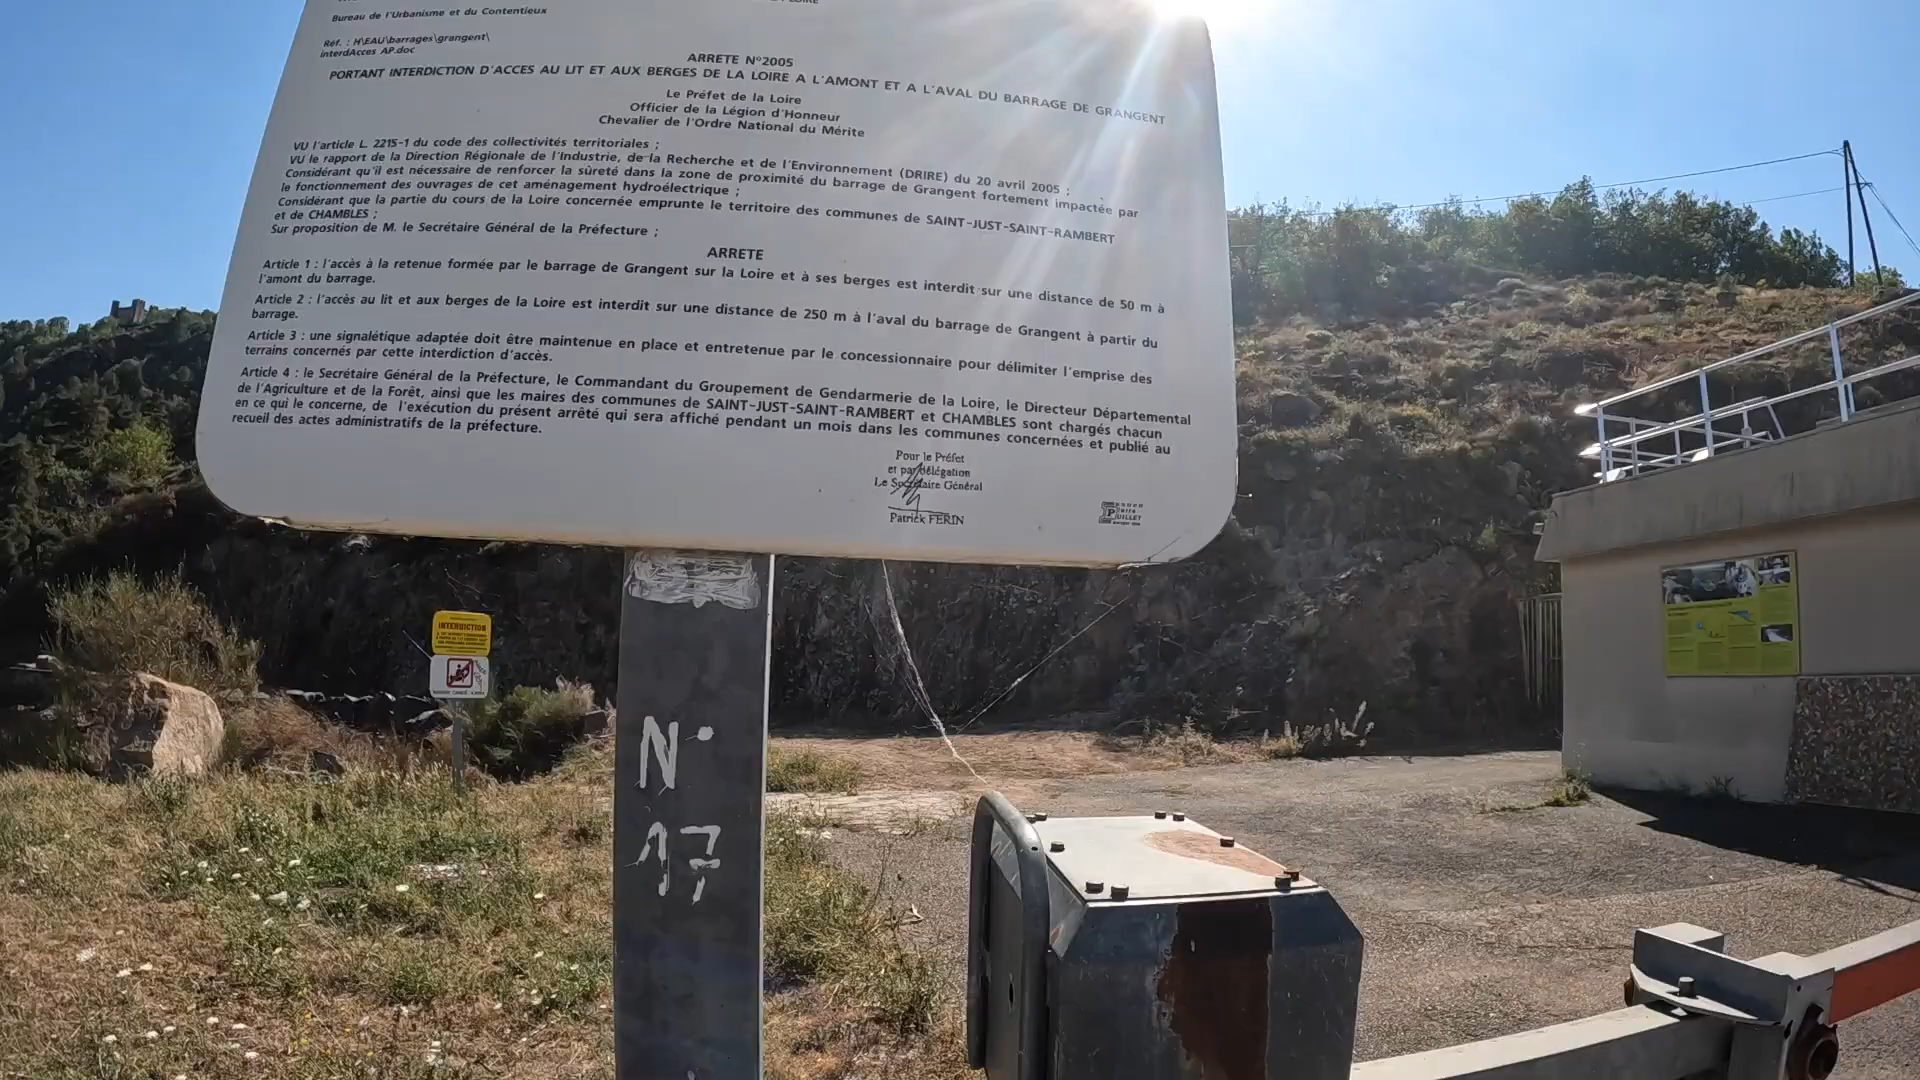 Bureau de l'Urbanisme et du Contentieux
Réf. : H\EAU\barrages\grangent\
interdAcces AP.doc
ARRETE N°2005
PORTANT INTERDICTION D'ACCES AU LIT ET AUX BERGES DE LA LOIRE A L'AMONT ET A L'AVAL DU BARRAGE DE GRANGENT
Le Préfet de la Loire
Officier de la Légion d'Honneur
Chevalier de l'Ordre National du Mérite
VU l'article L. 2215-1 du code des collectivités territoriales ;
VU le rapport de la Direction Régionale de l'Industrie, de la Recherche et de l'Environnement (DRIRE) du 20 avril 2005 ;
Considérant qu'il est nécessaire de renforcer la sûreté dans la zone de proximité du barrage de Grangent fortement impactée par
le fonctionnement des ouvrages de cet aménagement hydroélectrique ;
Considérant que la partie du cours de la Loire concernée emprunte le territoire des communes de SAINT-JUST-SAINT-RAMBERT
et de CHAMBLES ;
Sur proposition de M. le Secrétaire Général de la Préfecture ;
ARRETE
Article 1 : l'accès à la retenue formée par le barrage de Grangent sur la Loire et à ses berges est interdit sur une distance de 50 m à
l'amont du barrage.
Article 2 : l'accès au lit et aux berges de la Loire est interdit sur une distance de 250 m à l'aval du barrage de Grangent à partir du
barrage.
Article 3 : une signalétique adaptée doit être maintenue en place et entretenue par le concessionnaire pour délimiter l'emprise des
terrains concernés par cette interdiction d'accès.
Article 4 : le Secrétaire Général de la Préfecture, le Commandant du Groupement de Gendarmerie de la Loire, le Directeur Départemental
de l'Agriculture et de la Forêt, ainsi que les maires des communes de SAINT-JUST-SAINT-RAMBERT et CHAMBLES sont chargés chacun
en ce qui le concerne, de l'exécution du présent arrêté qui sera affiché pendant un mois dans les communes concernées et publié au
recueil des actes administratifs de la préfecture.
Pour le Préfet
et par délégation
Le Secrétaire Général
Patrick FERIN
INTERDICTION
N°
17